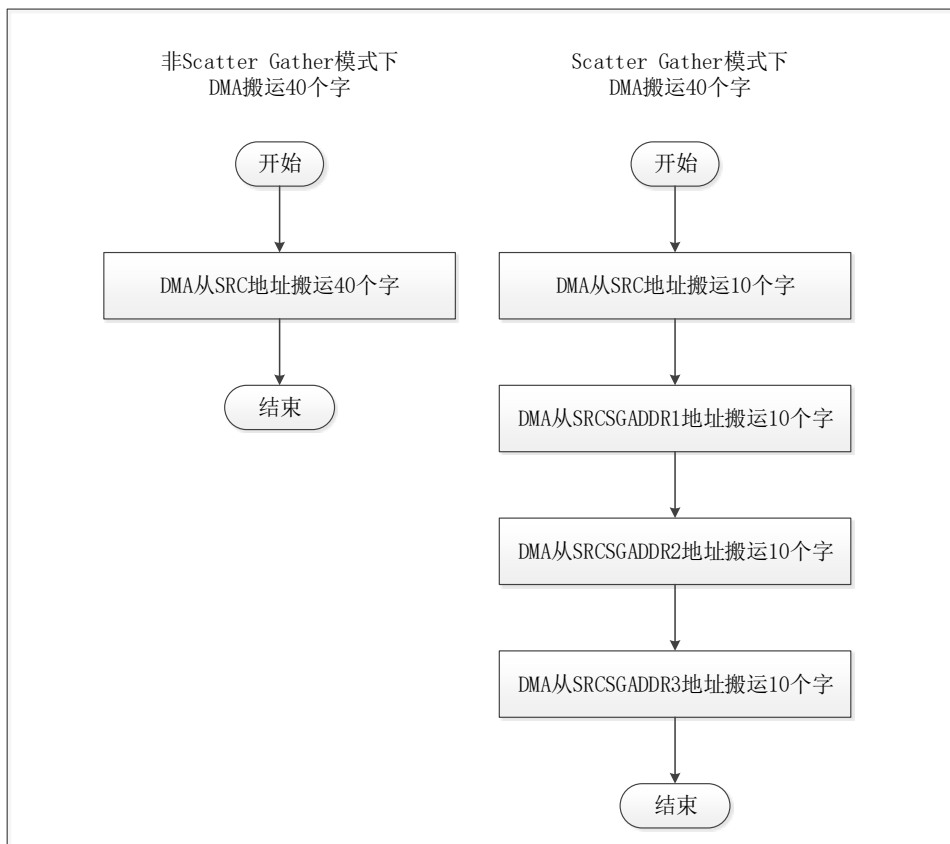 非Scatter Gather模式下
DMA搬运40个字
开始
DMA从SRC地址搬运40个字
结束
Scatter Gather模式下
DMA搬运40个字
开始
DMA从SRC地址搬运10个字
DMA从SRCSGADDR1地址搬运10个字
DMA从SRCSGADDR2地址搬运10个字
DMA从SRCSGADDR3地址搬运10个字
结束